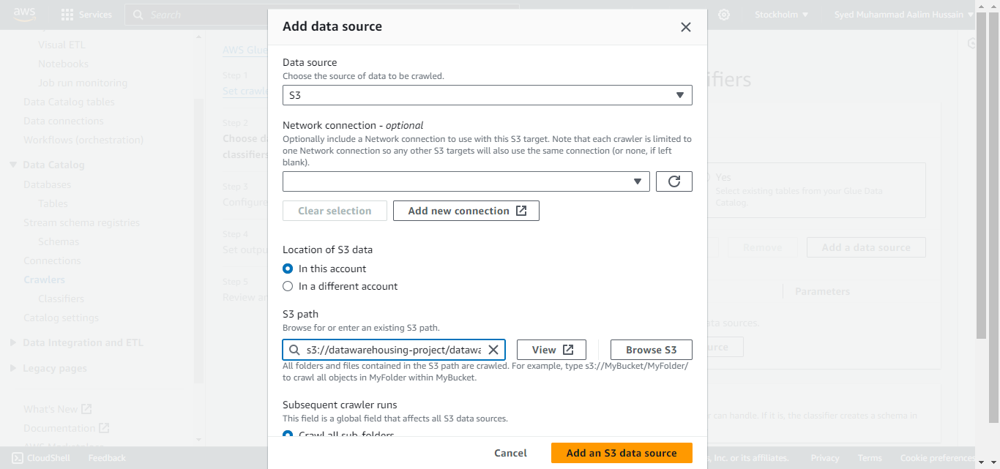 aws
Services
Search
Stockholm
Syed Muhammad Aalim Hussain
Visual ETL
Notebooks
Job run monitoring
Data Catalog tables
Data connections
Workflows (orchestration)
Data Catalog
Databases
Tables
Stream schema registries
Schemas
Connections
Crawlers
Classifiers
Catalog settings
Data Integration and ETL
Legacy pages
What's New
Documentation
AWS Marketplace
AWS Glue
Step 1
Set crawle
Step 2
Choose da
classifiers
Step 3
Configure
Step 4
Set outpu
Step 5
Review an
Add data source
Data source
Choose the source of data to be crawled.
S3
Network connection - optional
Optionally include a Network connection to use with this S3 target. Note that each crawler is limited to
one Network connection so any other S3 targets will also use the same connection (or none, if left
blank).
Clear selection
Add new connection
Location of S3 data
In this account
In a different account
S3 path
Browse for or enter an existing S3 path.
s3://datawarehousing-project/datawa
View
Browse S3
All folders and files contained in the S3 path are crawled. For example, type s3://MyBucket/MyFolder/
to crawl all objects in MyFolder within MyBucket.
Subsequent crawler runs
This field is a global field that affects all S3 data sources.
Crawl all sub-folders
Cancel
Add an S3 data source
ifiers
Yes
Select existing tables from your Glue Data
Catalog.
Remove
Add a data source
Parameters
ata sources.
urce
r can handle. If it is, the classifier creates a schema in
CloudShell
Feedback
s, Inc. or its affiliates.
Privacy
Terms
Cookie preferences